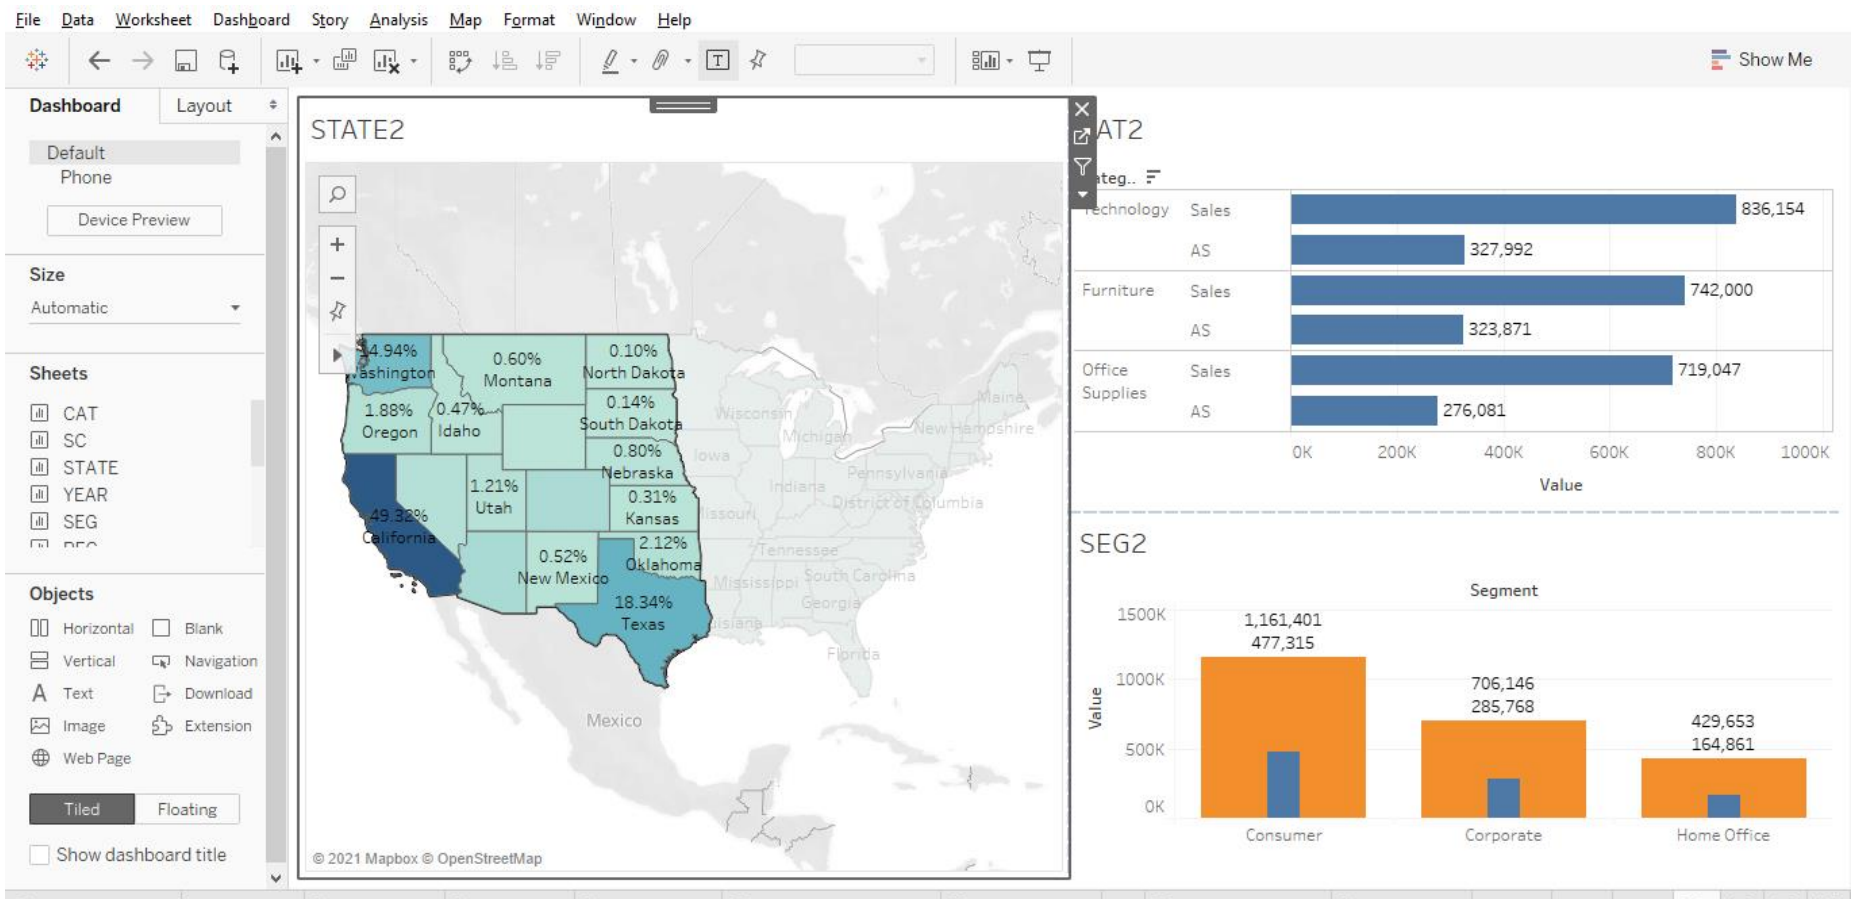 File Data Worksheet Dashboard Story Analysis Map Format Window Help
Show Me
Dashboard Layout
Default
Phone
Device Preview
Size
Automatic
Sheets
CAT
SC
STATE
YEAR
SEG
Objects
Horizontal Blank
Vertical Navigation
Text Download
Image Extension
Web Page
Tiled Floating
Show dashboard title
STATE2
4.94%
Washington
0.60%
Montana
0.10%
North Dakota
1.88%
Oregon
0.47%
Idaho
0.14%
South Dakota
0.80%
Nebraska
1.21%
Utah
0.31%
Kansas
49.32%
California
0.52%
New Mexico
2.12%
Oklahoma
18.34%
Texas
Wisconsin
Michigan
Maine
New Hampshire
Iowa
Pennsylvania
Indiana
District of Columbia
Missouri
Tennessee
Mississippi
South Carolina
Georgia
Louisiana
Florida
Mexico
© 2021 Mapbox © OpenStreetMap
AT2
ateg..
Technology Sales 836,154
AS 327,992
Furniture Sales 742,000
AS 323,871
Office Supplies Sales 719,047
AS 276,081
0K 200K 400K 600K 800K 1000K
Value
SEG2
Segment
1500K
1000K
500K
0K
Value
1,161,401
477,315
706,146
285,768
429,653
164,861
Consumer Corporate Home Office